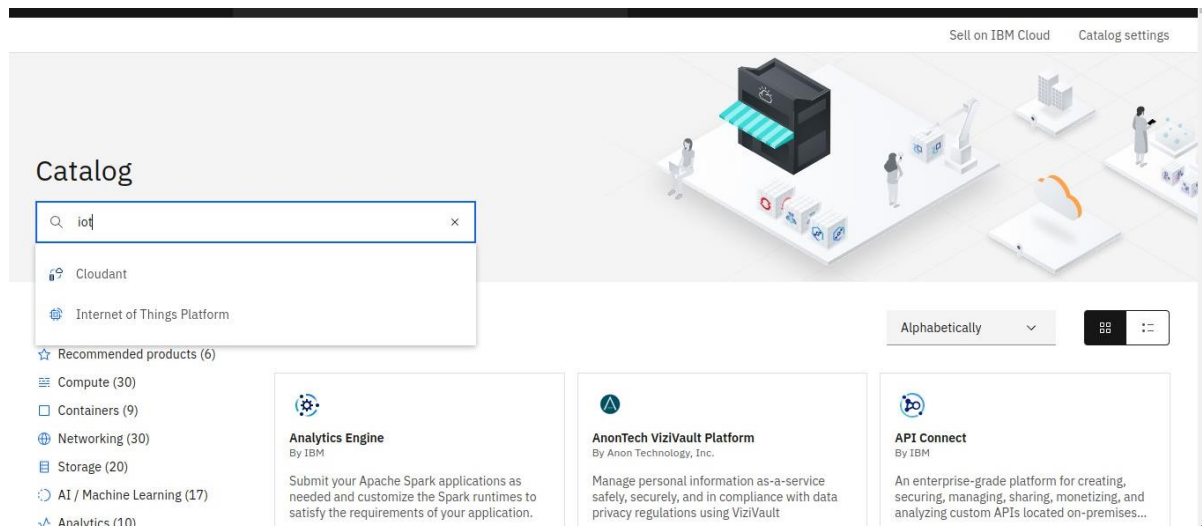 Sell on IBM Cloud Catalog settings
Catalog
iot
Cloudant
Internet of Things Platform
Alphabetically
Recommended products (6)
Compute (30)
Containers (9)
Networking (30)
Storage (20)
AI / Machine Learning (17)
Analytics (10)
Analytics Engine
By IBM
Submit your Apache Spark applications as
needed and customize the Spark runtimes to
satisfy the requirements of your application.
AnonTech ViziVault Platform
By Anon Technology, Inc.
Manage personal information as-a-service
safely, securely, and in compliance with data
privacy regulations using ViziVault
API Connect
By IBM
An enterprise-grade platform for creating,
securing, managing, sharing, monetizing, and
analyzing custom APIs located on-premises...